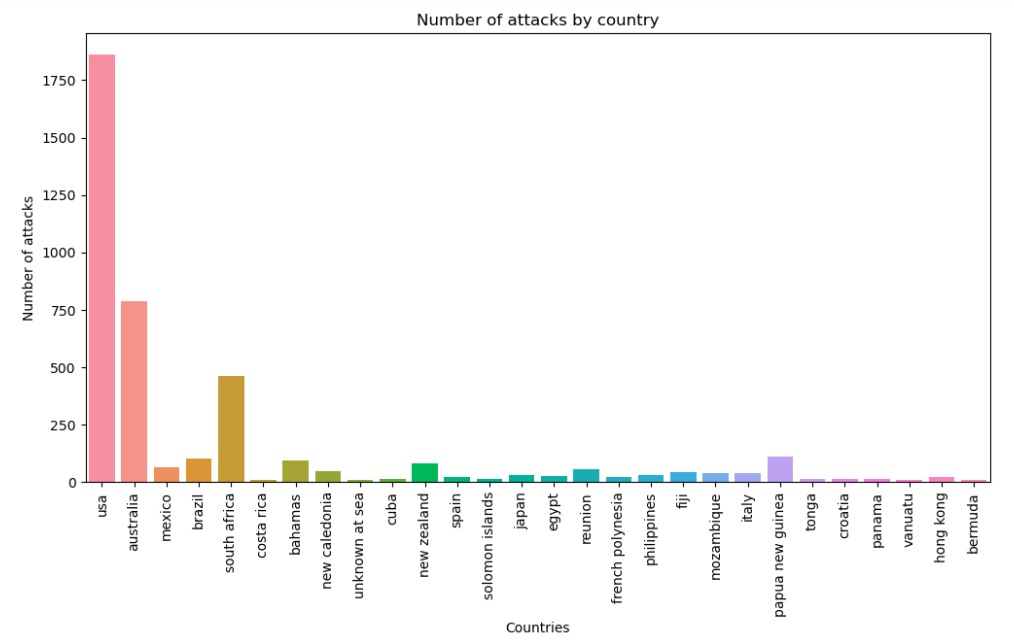 Number of attacks by country
Number of attacks
1750
1500
1250
1000
750
500
250
0
usa
australia
mexico
brazil
south africa
costa rica
bahamas
new caledonia
unknown at sea
cuba
new zealand
spain
solomon islands
japan
egypt
reunion
french polynesia
philippines
fiji
mozambique
italy
papua new guinea
tonga
croatia
panama
vanuatu
hong kong
bermuda
Countries